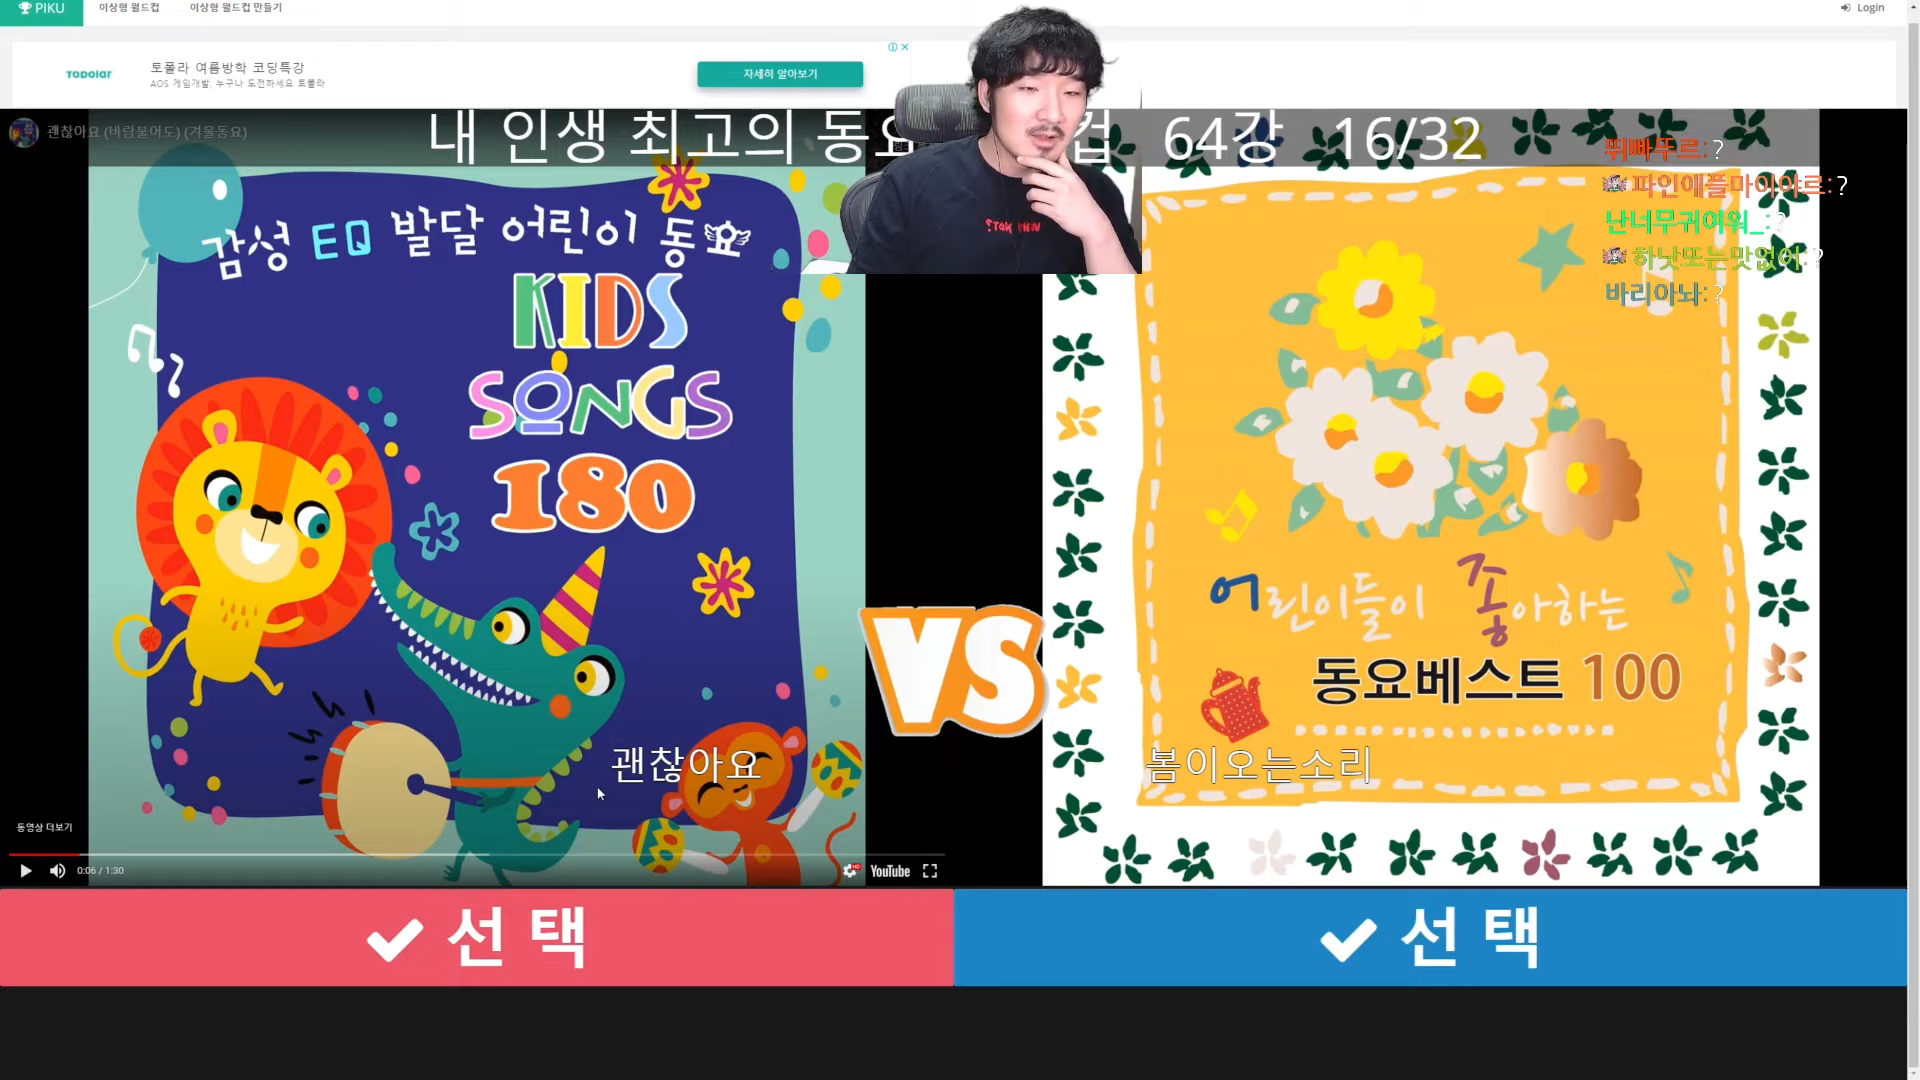 PIKU
이상형 월드컵
이상형 월드컵 만들기
Login
TOPOLAR
토폴라 여름방학 코딩특강
AOS 게임개발, 누구나 도전하세요 토폴라
자세히 알아보기
괜찮아요 (바람불어도) (겨울동요)
내 인생 최고의 동요
컵 64강 16/32
뛰빠뚜르: ?
파인애플마이야르: ?
난너무귀여워_: ?
하낫또는맛없어: ?
바리아놔: ?
감성 EQ 발달 어린이 동요
KIDS
SONGS
180
WHY NOT?
VS
어린이들이 좋아하는
동요베스트 100
괜찮아요
봄이오는소리
동영상 더보기
0:06 / 1:30
HD
YouTube
선 택
선 택